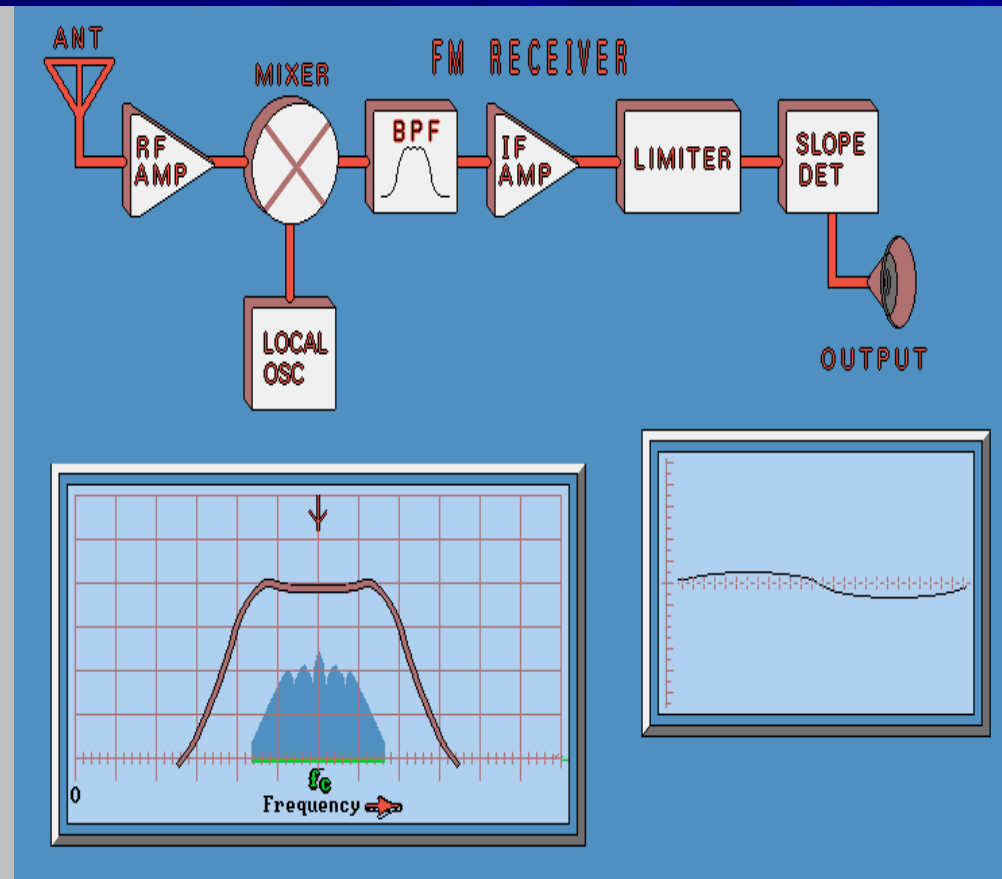 ANT
FM RECEIVER
MIXER
RF
AMP
BPF
IF
AMP
LIMITER
SLOPE
DET
LOCAL
OSC
OUTPUT
fc
0
Frequency